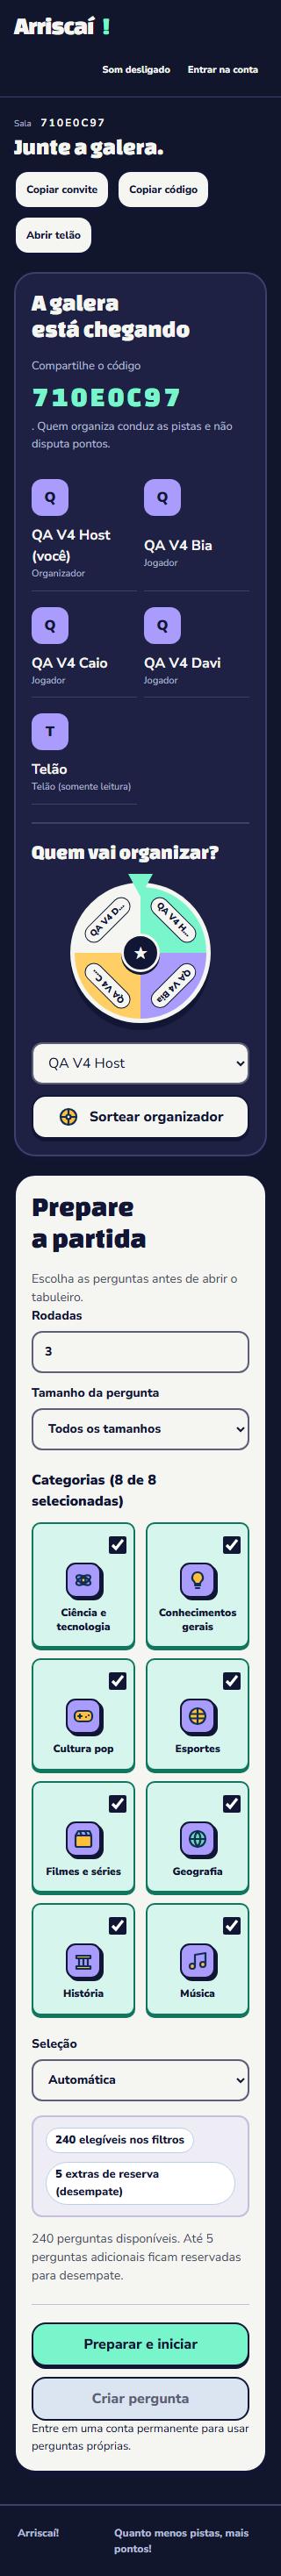 Arriscaí !
Som desligado
Entrar na conta
Sala 710E0C97
Junte a galera.
Copiar convite
Copiar código
Abrir telão
A galera
está chegando
Compartilhe o código
710E0C97
. Quem organiza conduz as pistas e não
disputa pontos.
Q
QA V4 Host
(você)
Organizador
Q
QA V4 Bia
Jogador
Q
QA V4 Caio
Jogador
Q
QA V4 Davi
Jogador
T
Telão
Telão (somente leitura)
Quem vai organizar?
QA V4 D...
QA V4 H...
QA V4 C...
QA V4 Bia
QA V4 Host
Sortear organizador
Prepare
a partida
Escolha as perguntas antes de abrir o
tabuleiro.
Rodadas
3
Tamanho da pergunta
Todos os tamanhos
Categorias (8 de 8
selecionadas)
Ciência e
tecnologia
Conhecimentos
gerais
Cultura pop
Esportes
Filmes e séries
Geografia
História
Música
Seleção
Automática
240 elegíveis nos filtros
5 extras de reserva
(desempate)
240 perguntas disponíveis. Até 5
perguntas adicionais ficam reservadas
para desempate.
Preparar e iniciar
Criar pergunta
Entre em uma conta permanente para usar
perguntas próprias.
Arriscaí!
Quanto menos pistas, mais
pontos!